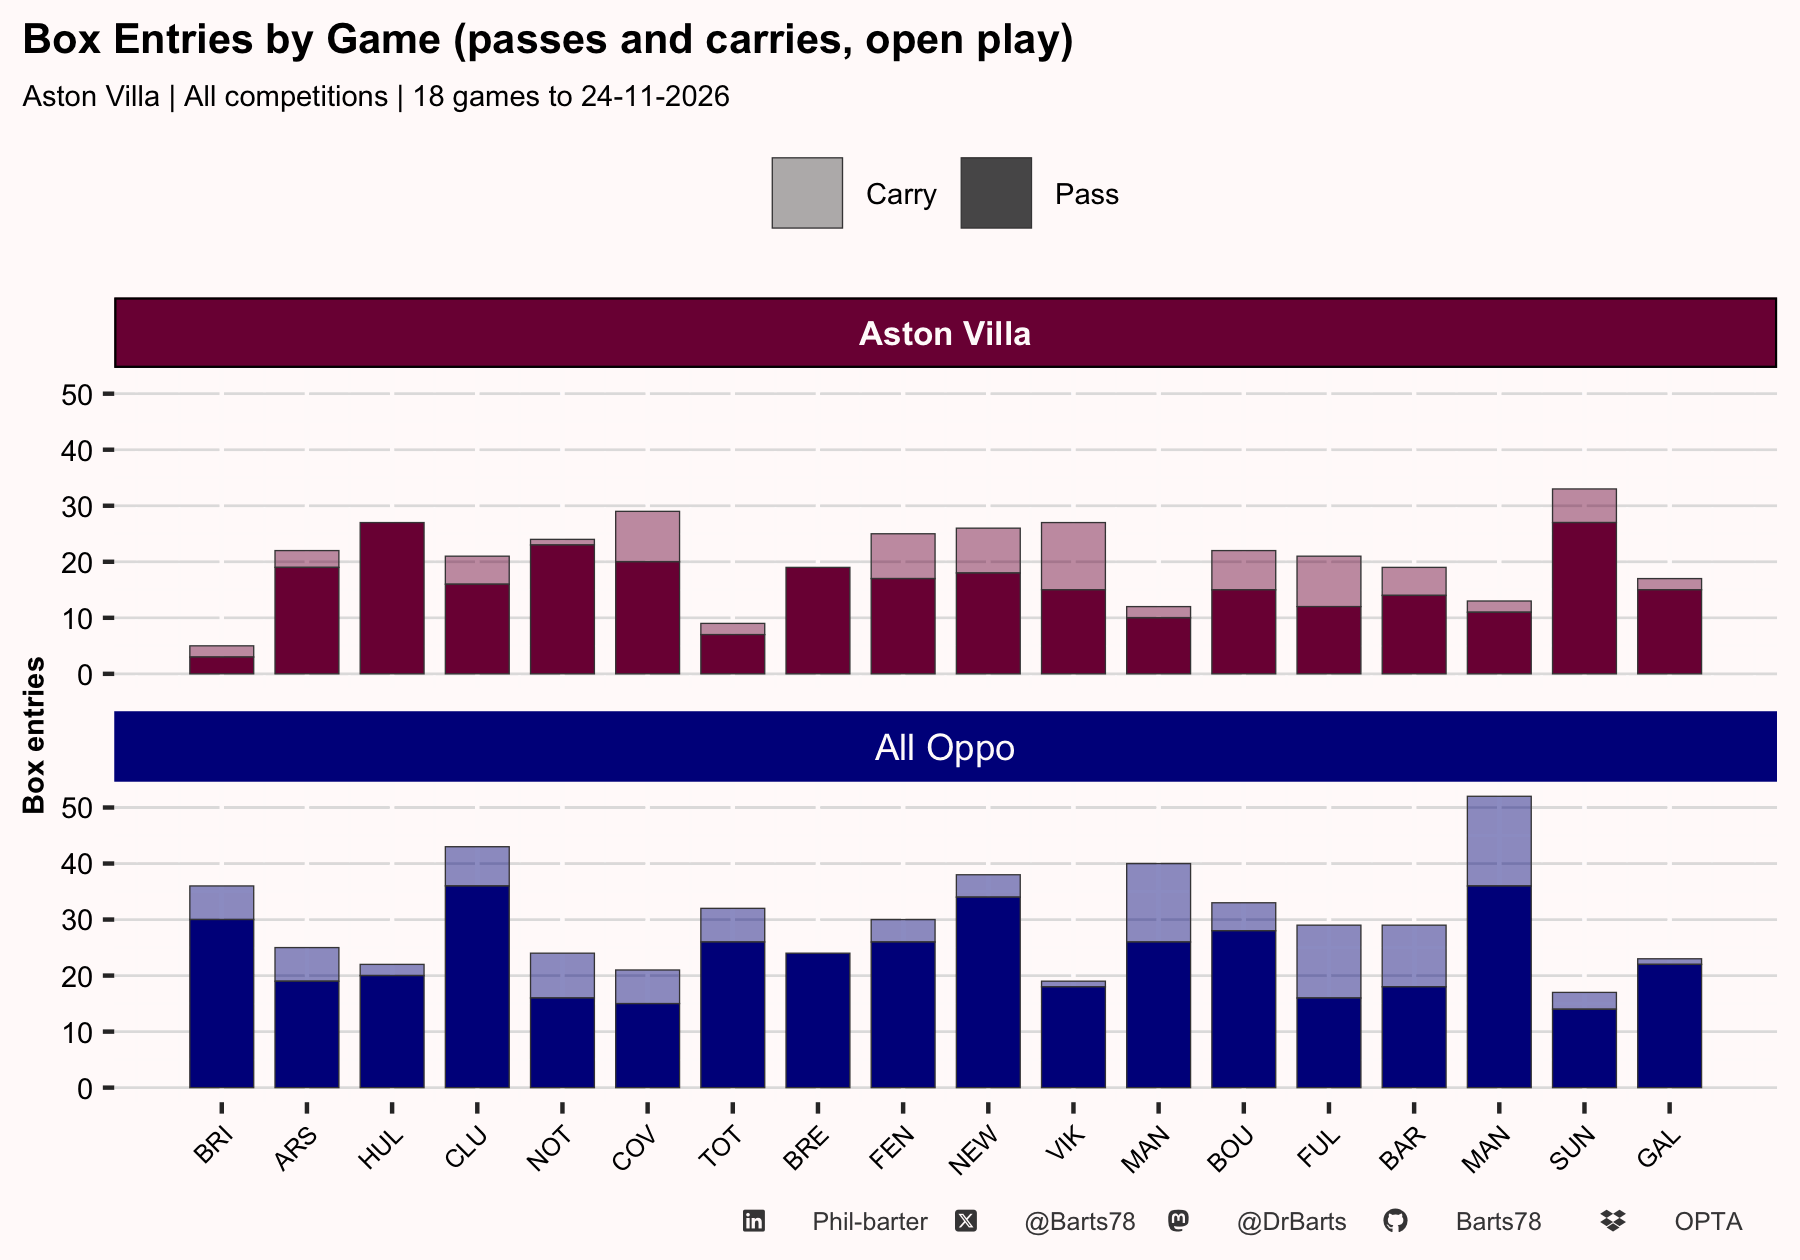 Box Entries by Game (passes and carries, open play)
Aston Villa | All competitions | 18 games to 24-11-2026
Carry Pass
Aston Villa
50
40
30
20
10
0
Box entries
All Oppo
50
40
30
20
10
0
BRI ARS HUL CLU NOT COV TOT BRE FEN NEW VIK MAN BOU FUL BAR MAN SUN GAL
Phil-barter @Barts78 @DrBarts Barts78 OPTA